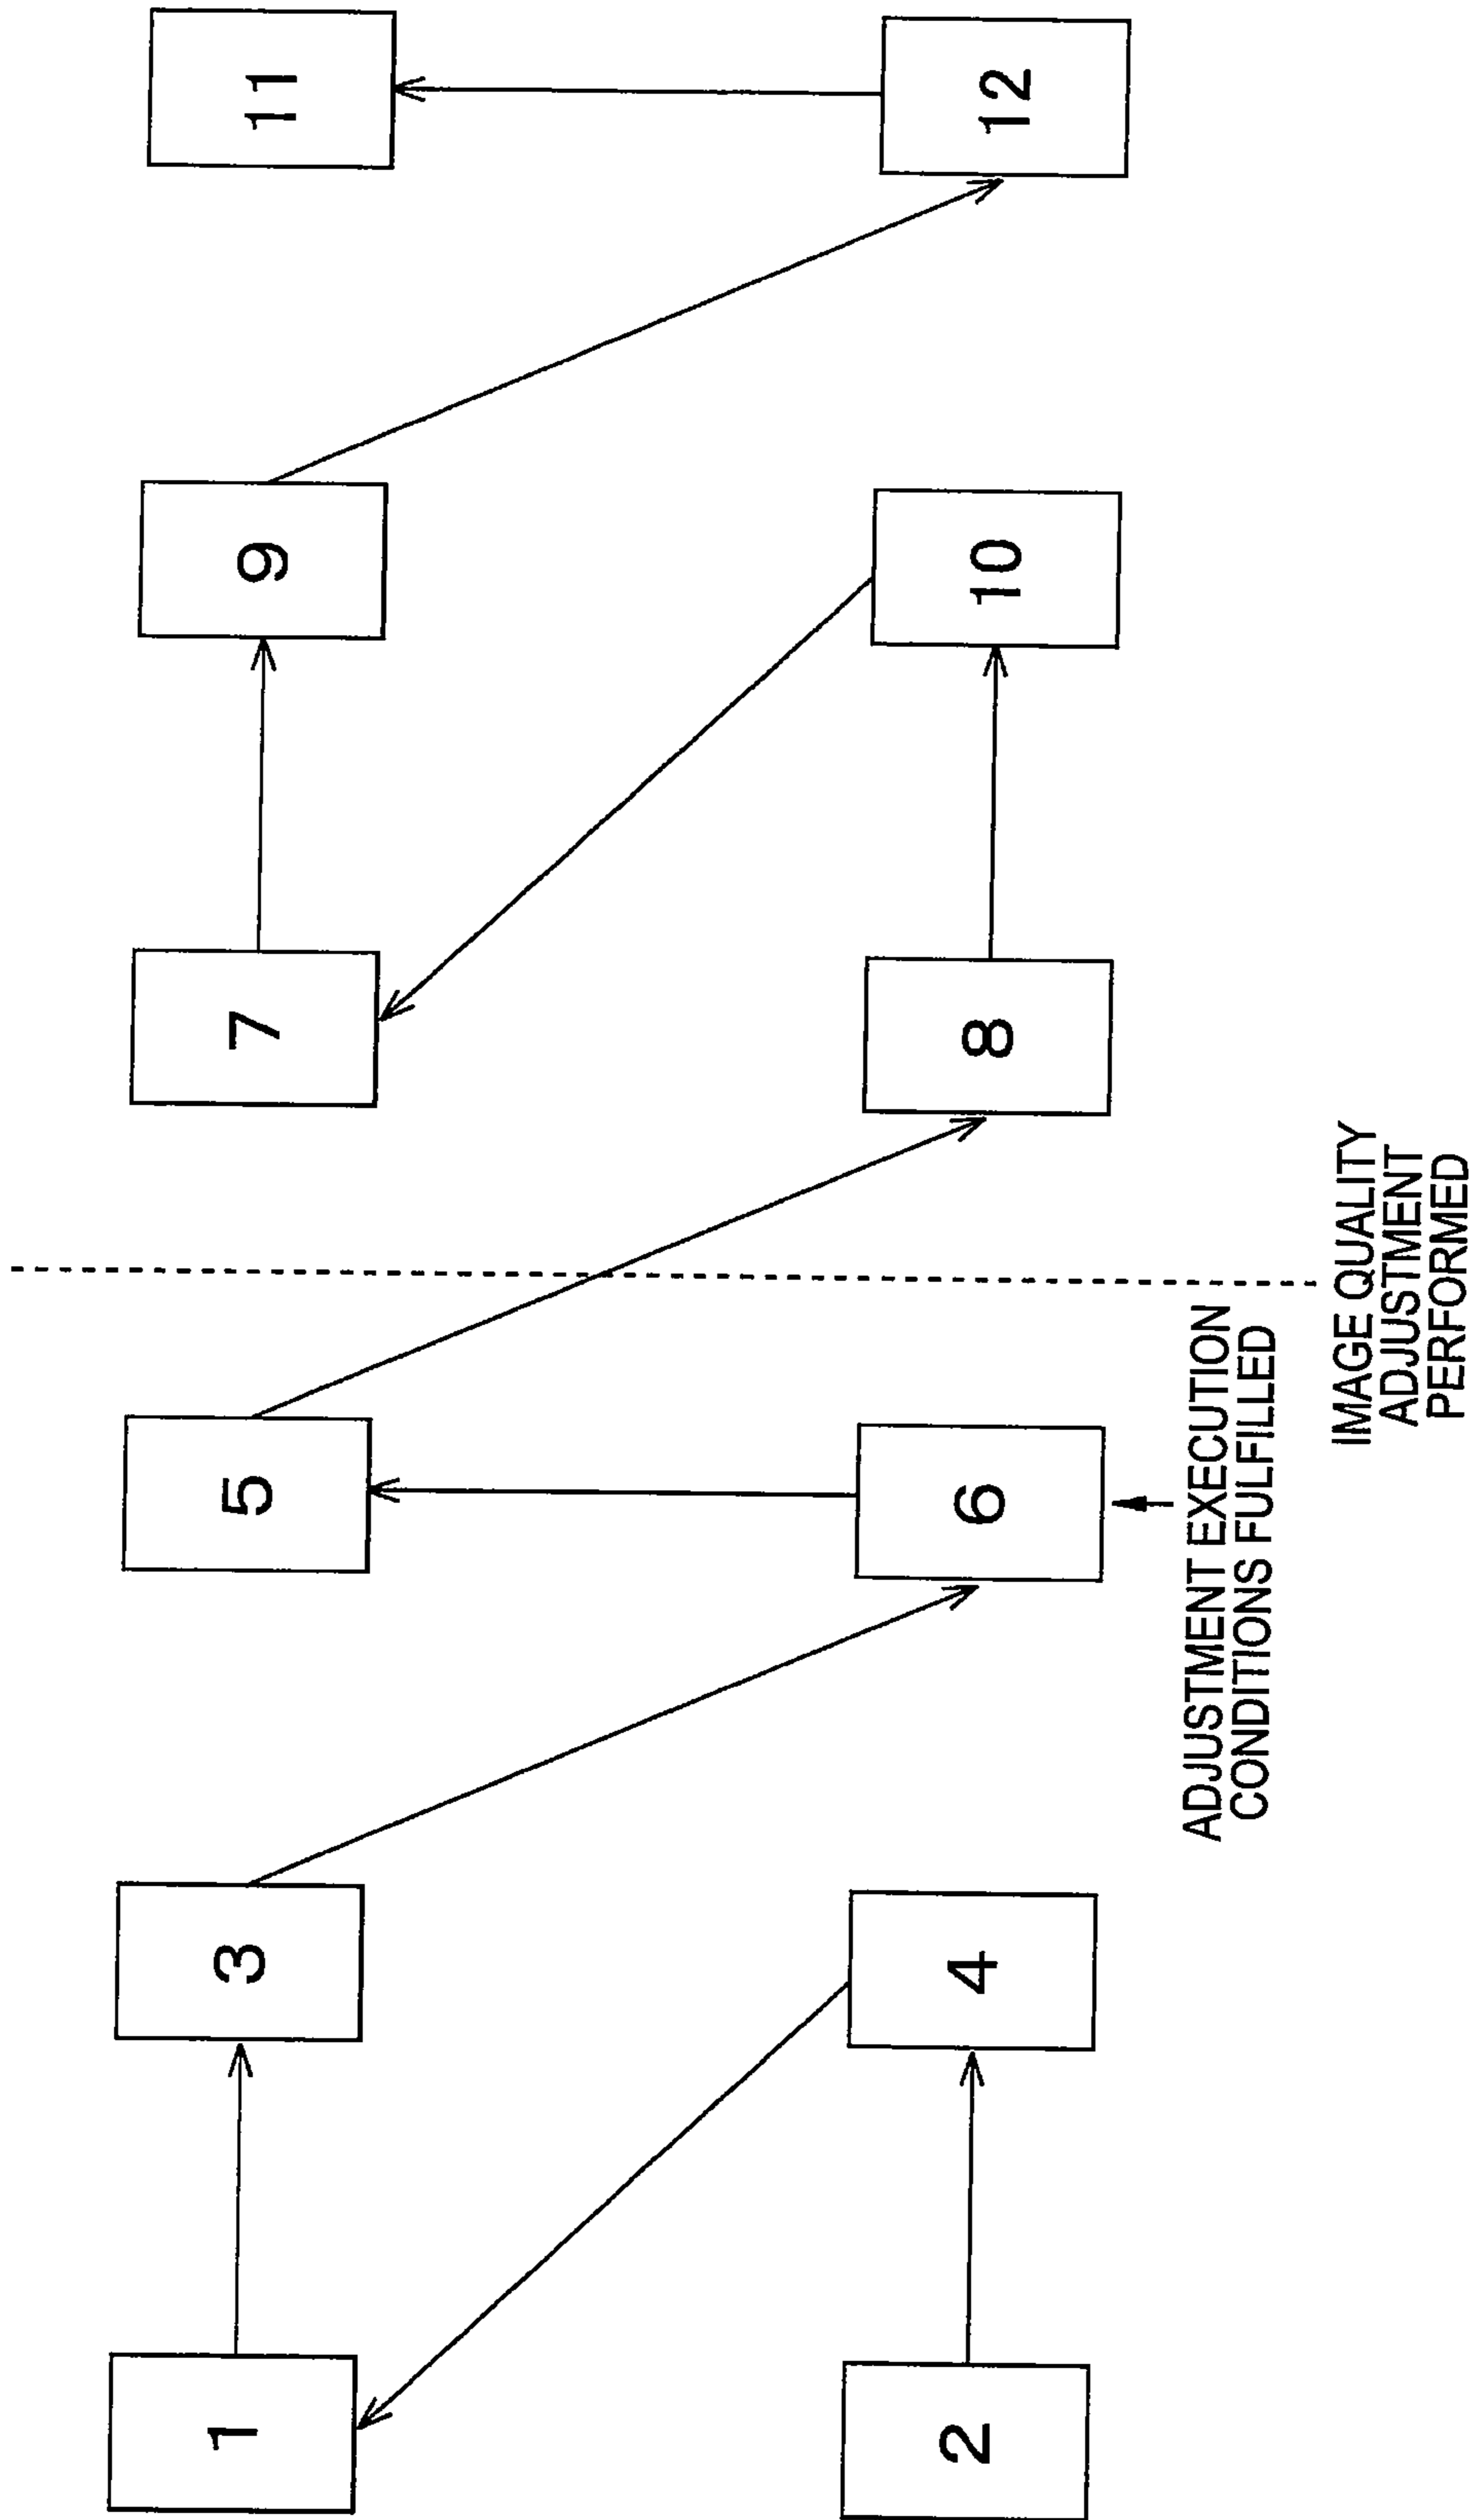 1
3
5
7
9
11
2
4
6
8
10
12
ADJUSTMENT EXECUTION
CONDITIONS FULFILLED
IMAGE QUALITY
ADJUSTMENT
PERFORMED